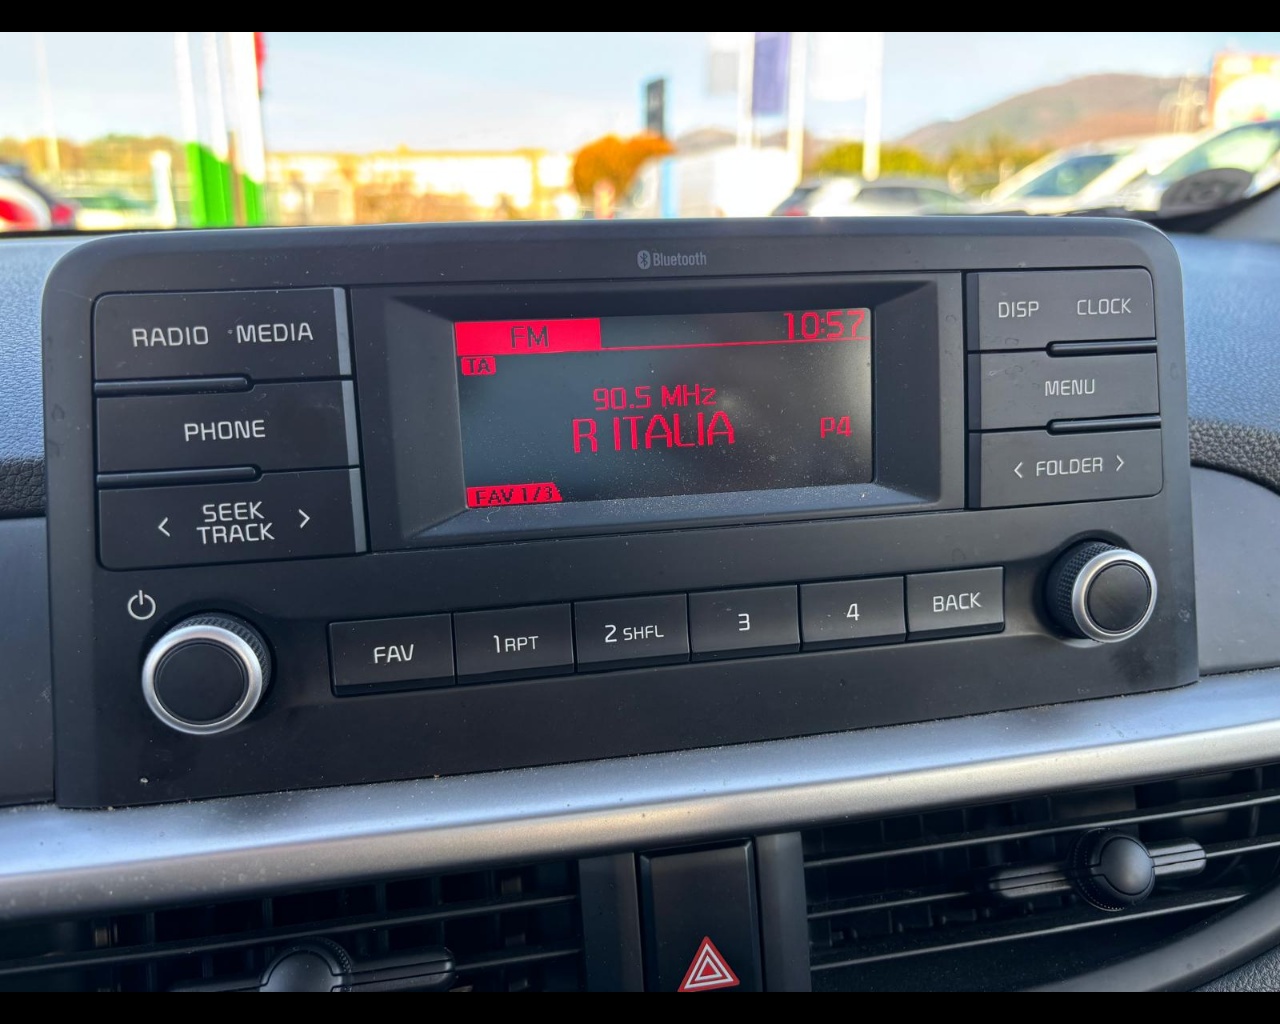 Bluetooth
RADIO MEDIA
PHONE
< SEEK TRACK >
FM
10:57
TA
90.5 MHz
R ITALIA
P4
FAV 1/3
DISP
CLOCK
MENU
< FOLDER >
FAV
1 RPT
2 SHFL
3
4
BACK